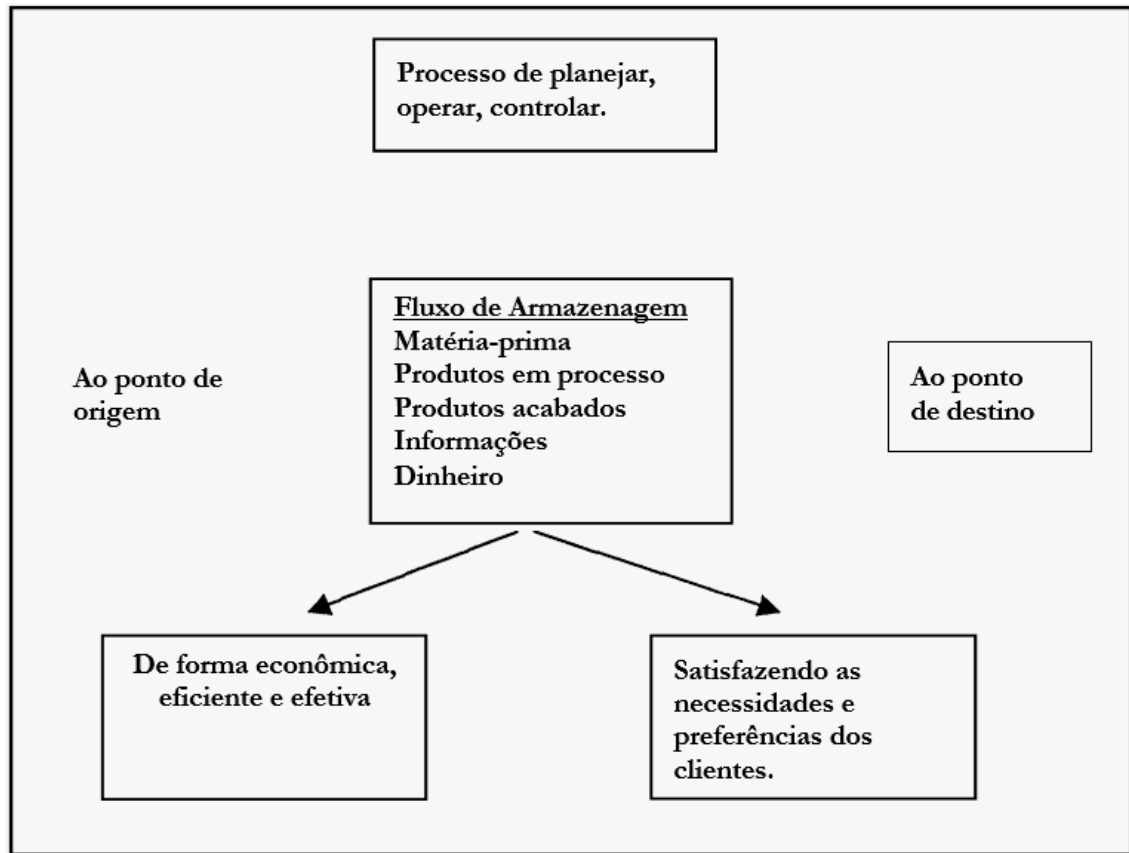 Processo de planejar,
operar, controlar.
Fluxo de Armazenagem
Matéria-prima
Produtos em processo
Produtos acabados
Informações
Dinheiro
Ao ponto de
origem
Ao ponto
de destino
De forma econômica,
eficiente e efetiva
Satisfazendo as
necessidades e
preferências dos
clientes.